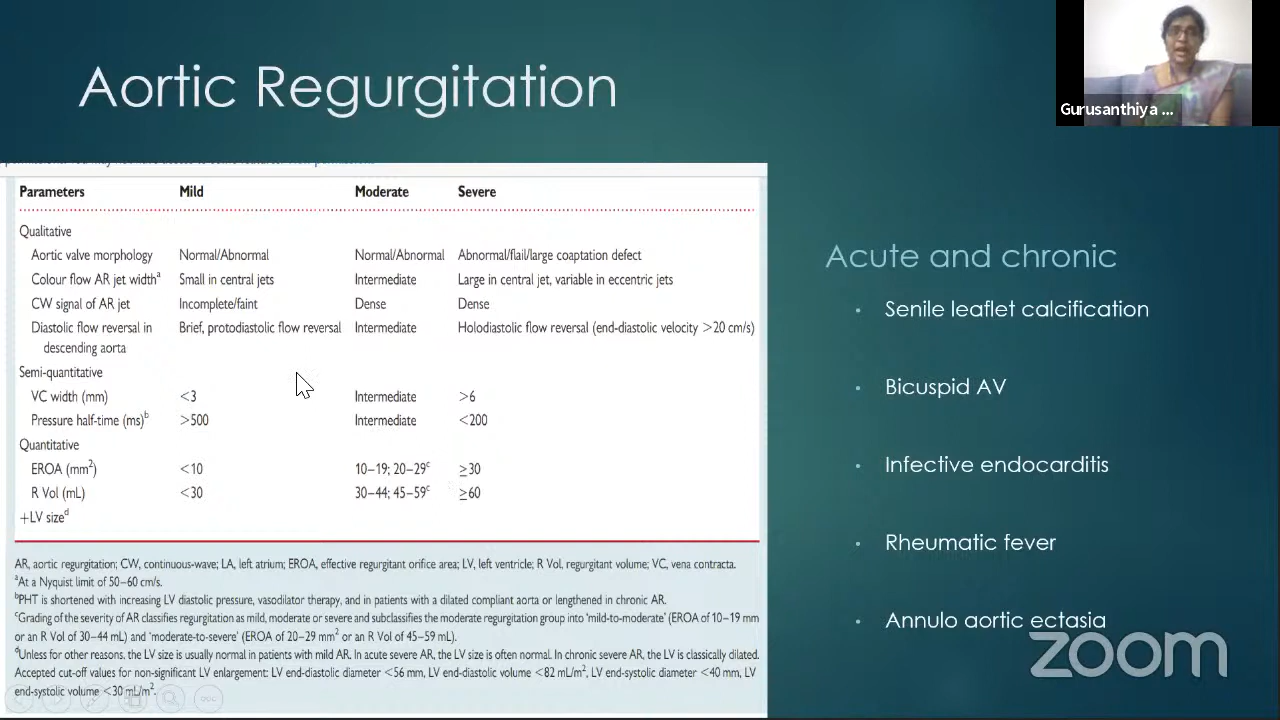 Aortic Regurgitation
Gurusanthiya ...
Parameters Mild Moderate Severe
Qualitative
Aortic valve morphology Normal/Abnormal Normal/Abnormal Abnormal/flail/large coaptation defect
Colour flow AR jet widthᵃ Small in central jets Intermediate Large in central jet, variable in eccentric jets
CW signal of AR jet Incomplete/faint Dense Dense
Diastolic flow reversal in Brief, protodiastolic flow reversal Intermediate Holodiastolic flow reversal (end-diastolic velocity >20 cm/s)
descending aorta
Semi-quantitative
VC width (mm) <3 Intermediate >6
Pressure half-time (ms)ᵇ >500 Intermediate <200
Quantitative
EROA (mm²) <10 10–19; 20–29ᶜ ≥30
R Vol (mL) <30 30–44; 45–59ᶜ ≥60
+LV sizeᵈ
AR, aortic regurgitation; CW, continuous-wave; LA, left atrium; EROA, effective regurgitant orifice area; LV, left ventricle; R Vol, regurgitant volume; VC, vena contracta.
ᵃAt a Nyquist limit of 50–60 cm/s.
ᵇPHT is shortened with increasing LV diastolic pressure, vasodilator therapy, and in patients with a dilated compliant aorta or lengthened in chronic AR.
ᶜGrading of the severity of AR classifies regurgitation as mild, moderate or severe and subclassifies the moderate regurgitation group into 'mild-to-moderate' (EROA of 10–19 mm
or an R Vol of 30–44 mL) and 'moderate-to-severe' (EROA of 20–29 mm² or an R Vol of 45–59 mL).
ᵈUnless for other reasons, the LV size is usually normal in patients with mild AR. In acute severe AR, the LV size is often normal. In chronic severe AR, the LV is classically dilated.
Accepted cut-off values for non-significant LV enlargement: LV end-diastolic diameter <56 mm, LV end-diastolic volume <82 mL/m², LV end-systolic diameter <40 mm, LV
end-systolic volume <30 mL/m².
Acute and chronic
• Senile leaflet calcification
• Bicuspid AV
• Infective endocarditis
• Rheumatic fever
• Annulo aortic ectasia
zoom